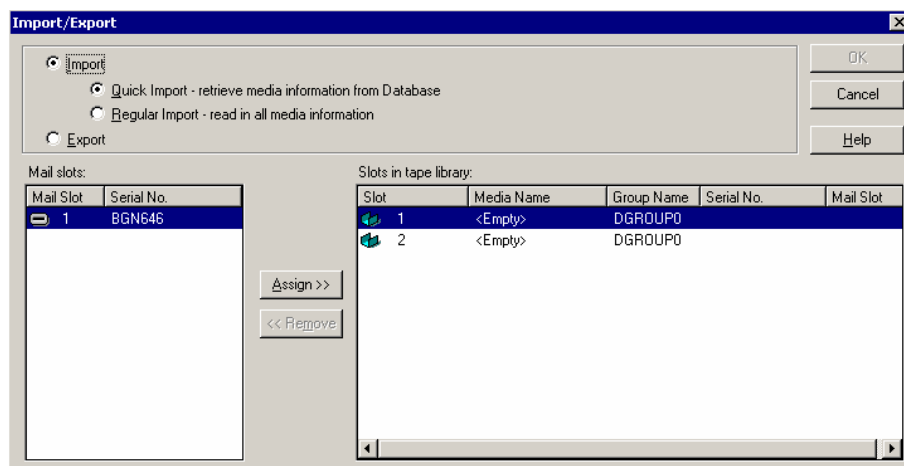 Import/Export
Import
Quick Import - retrieve media information from Database
Regular Import - read in all media information
Export
OK
Cancel
Help
Mail slots:
Mail Slot Serial No.
1 BGN646
Assign >>
<< Remove
Slots in tape library:
Slot Media Name Group Name Serial No. Mail Slot
1 <Empty> DGROUP0
2 <Empty> DGROUP0